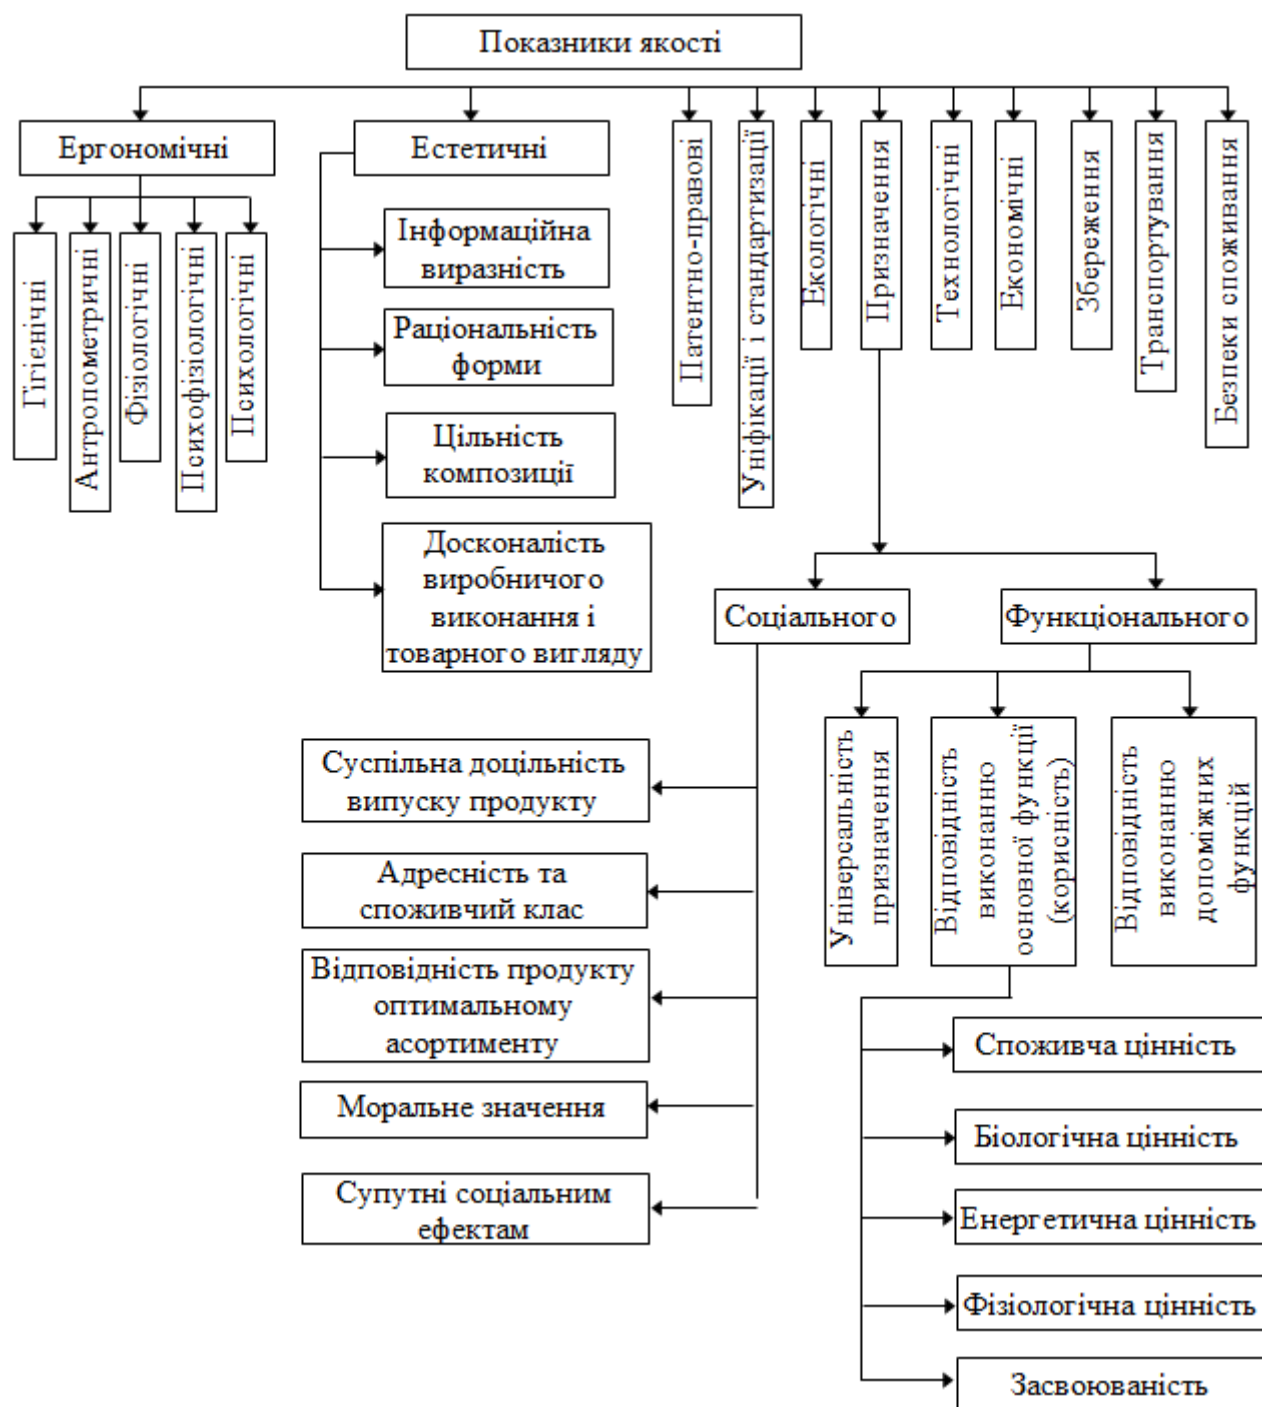 Показники якості
Ергономічні
Естетичні
Патентно-правові
Уніфікації і стандартизації
Екологічні
Призначення
Технологічні
Економічні
Збереження
Транспортування
Безпеки споживання
Гігієнічні
Антропометричні
Фізіологічні
Психофізіологічні
Психологічні
Інформаційна
виразність
Раціональність
форми
Цільність
композиції
Досконалість
виробничого
виконання і
товарного вигляду
Соціального
Функціонального
Суспільна доцільність
випуску продукту
Адресність та
споживчий клас
Відповідність продукту
оптимальному
асортименту
Моральне значення
Супутні соціальним
ефектам
Універсальність
призначення
Відповідність
виконанню
основної функції
(корисність)
Відповідність
виконанню
допоміжних
функцій
Споживча цінність
Біологічна цінність
Енергетична цінність
Фізіологічна цінність
Засвоюваність